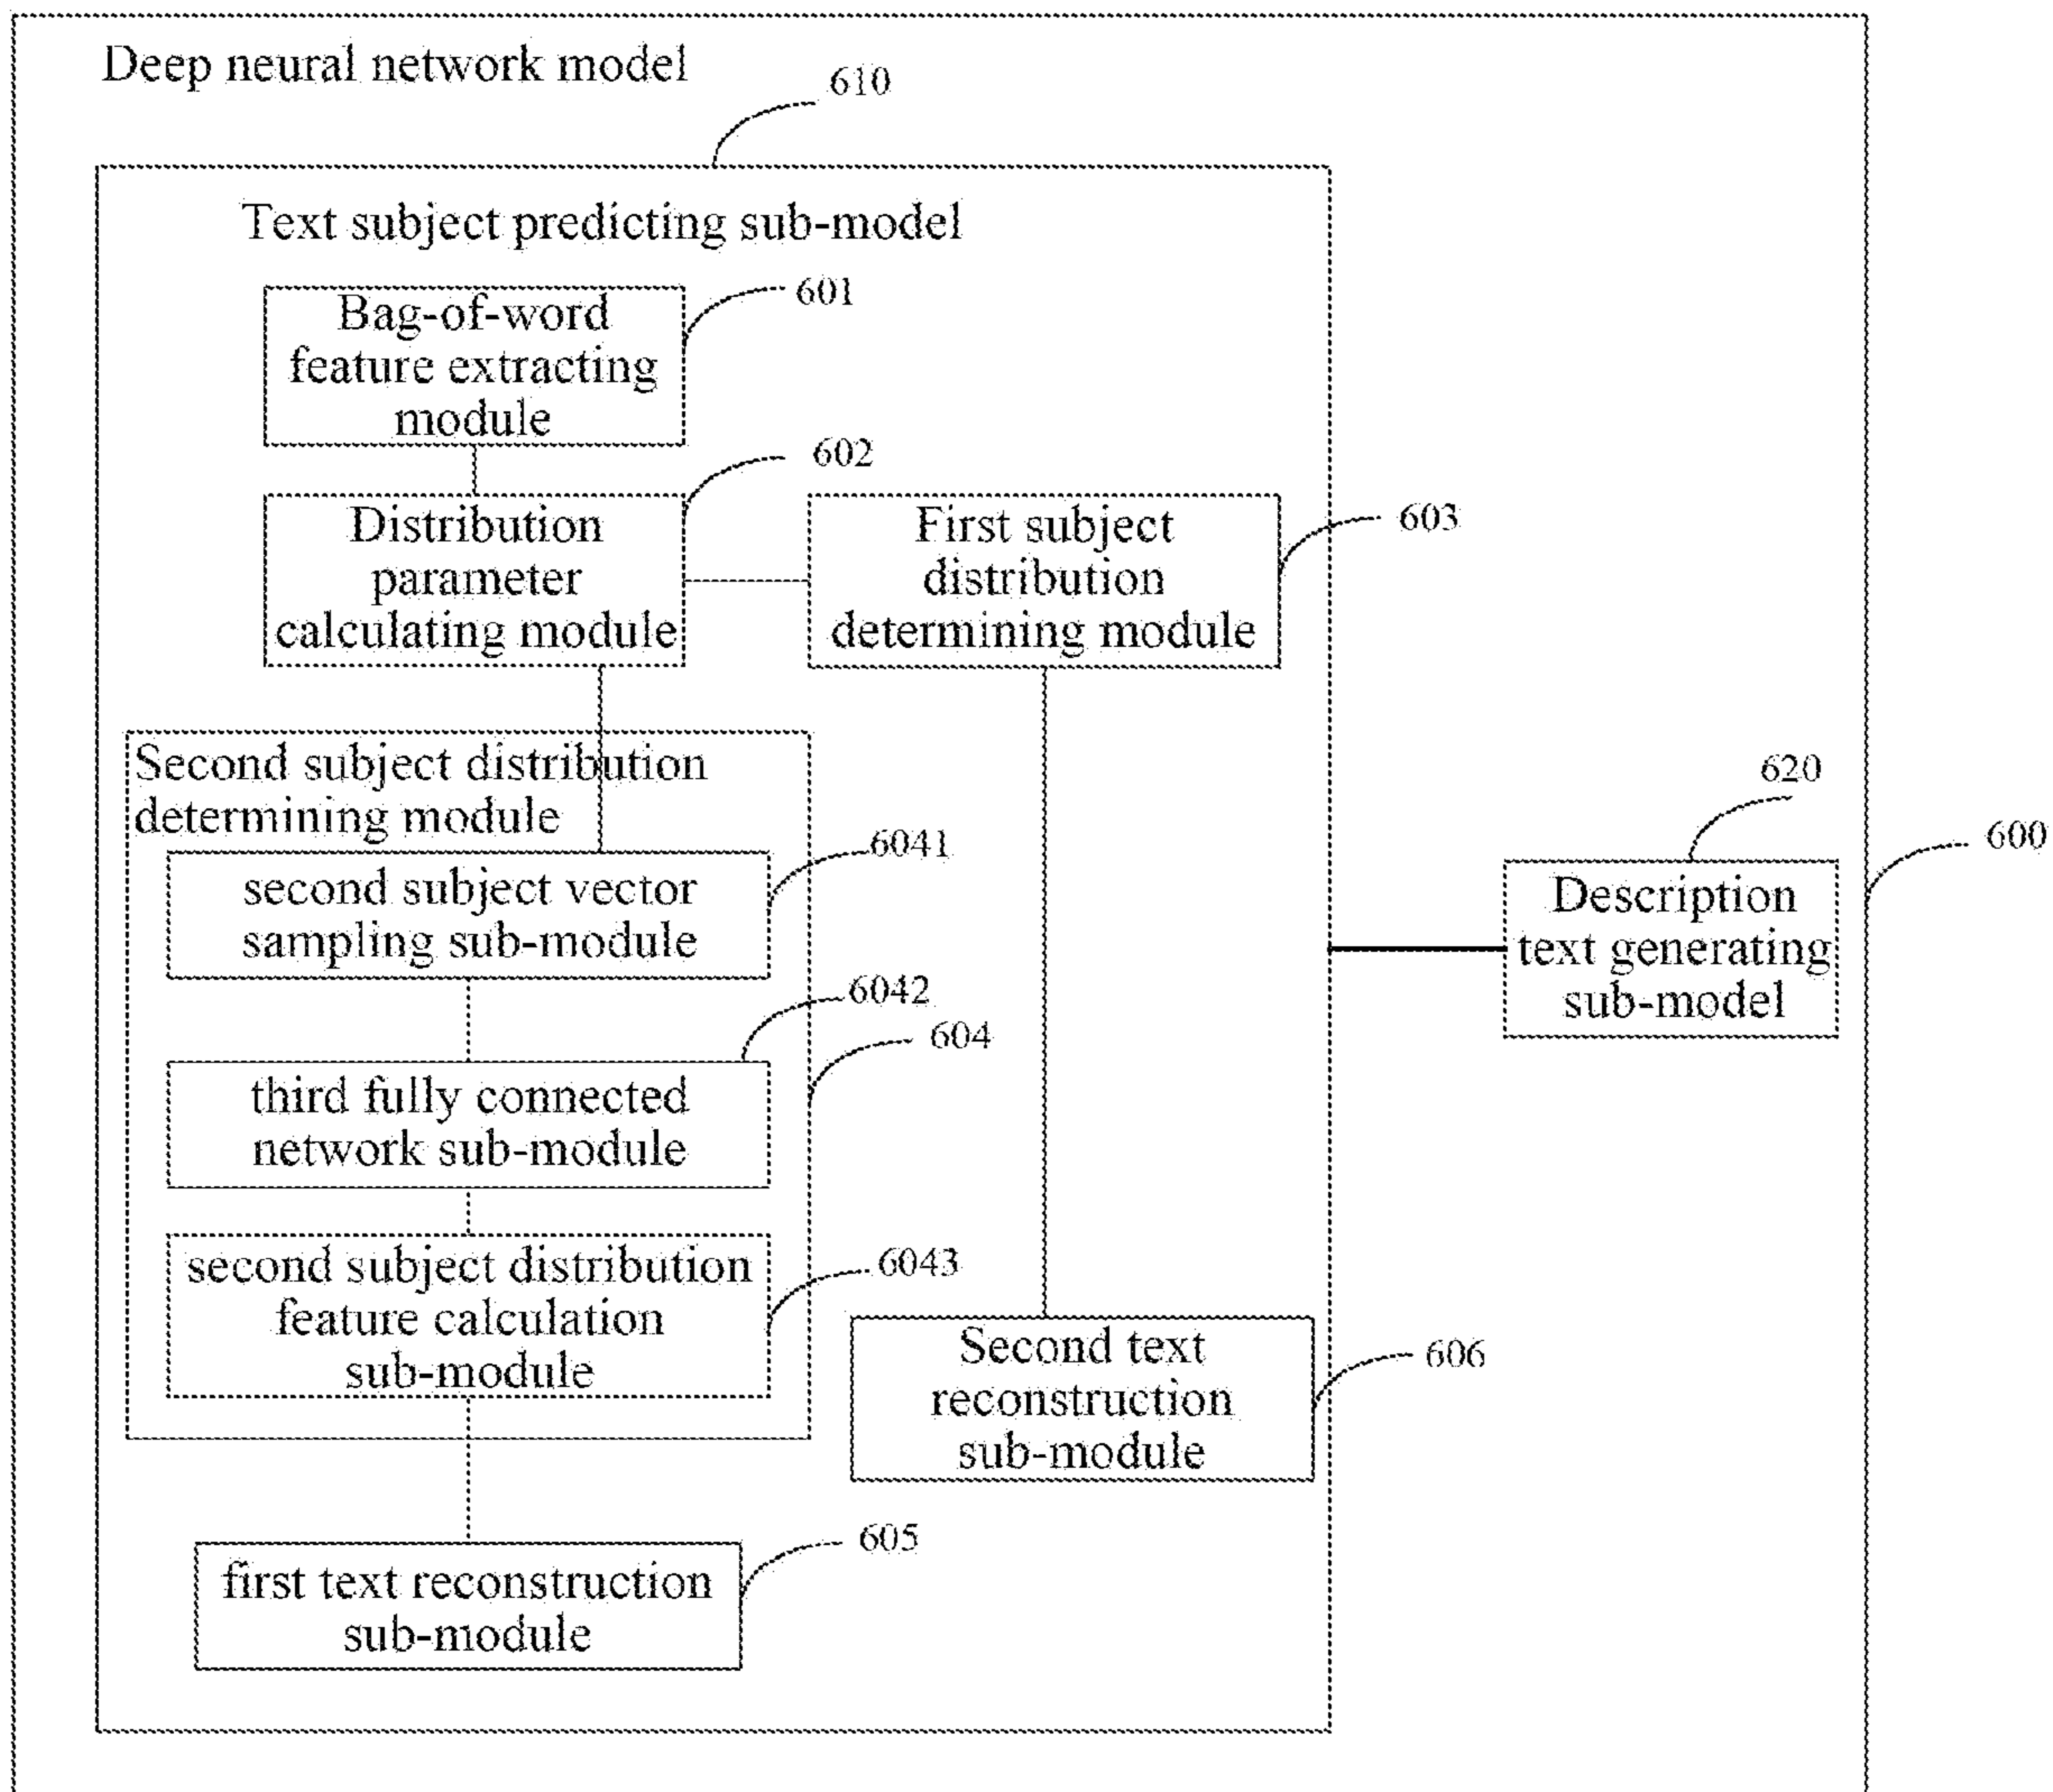 Deep neural network model
610
Text subject predicting sub-model
601
Bag-of-word
feature extracting
module
602
Distribution
parameter
calculating module
603
First subject
distribution
determining module
Second subject distribution
determining module
6041
second subject vector
sampling sub-module
6042
604
third fully connected
network sub-module
6043
second subject distribution
feature calculation
sub-module
606
Second text
reconstruction
sub-module
605
first text reconstruction
sub-module
620
600
Description
text generating
sub-model